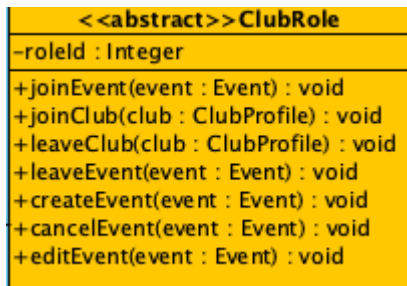 <<abstract>>ClubRole
-roleId : Integer
+joinEvent(event : Event) : void
+joinClub(club : ClubProfile) : void
+leaveClub(club : ClubProfile) : void
+leaveEvent(event : Event) : void
+createEvent(event : Event) : void
+cancelEvent(event : Event) : void
+editEvent(event : Event) : void